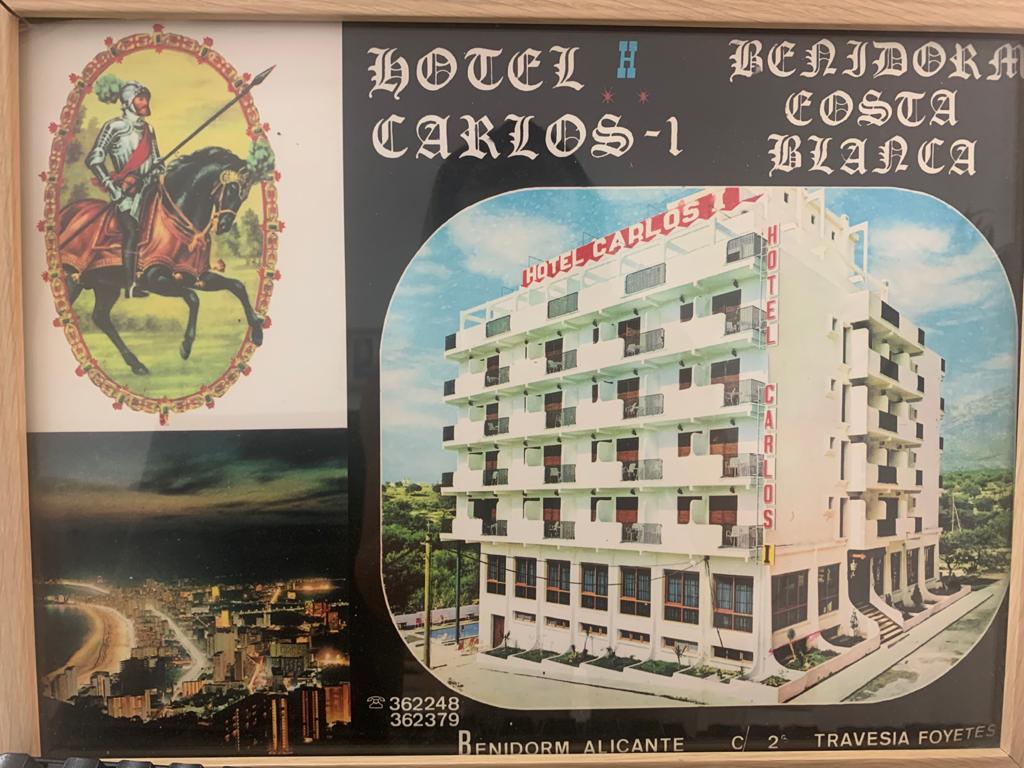 HOTEL H
CARLOS-1
BENIDORM
COSTA
BLANCA
HOTEL CARLOS I
HOTEL CARLOS I
☎ 362248
362379
BENIDORM ALICANTE C/ 2ª TRAVESIA FOYETES